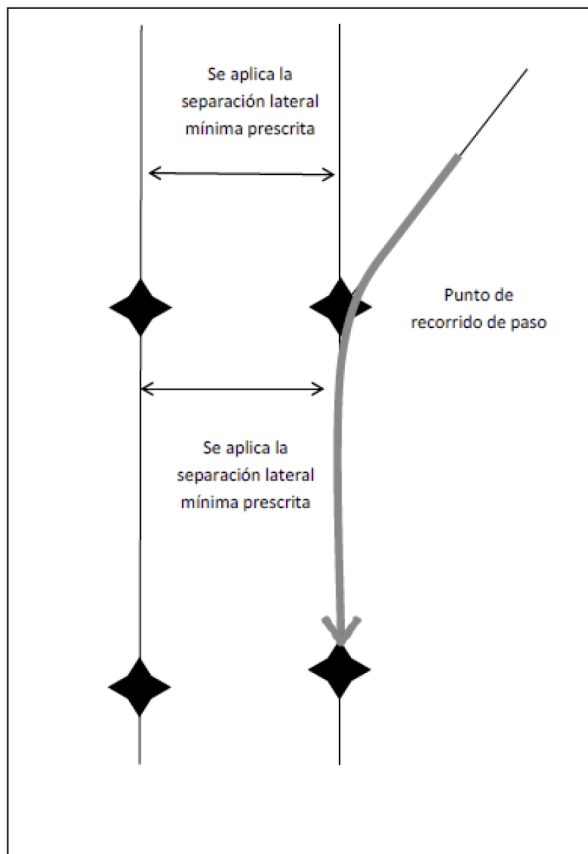 Se aplica la
separación lateral
mínima prescrita
Punto de
recorrido de paso
Se aplica la
separación lateral
mínima prescrita